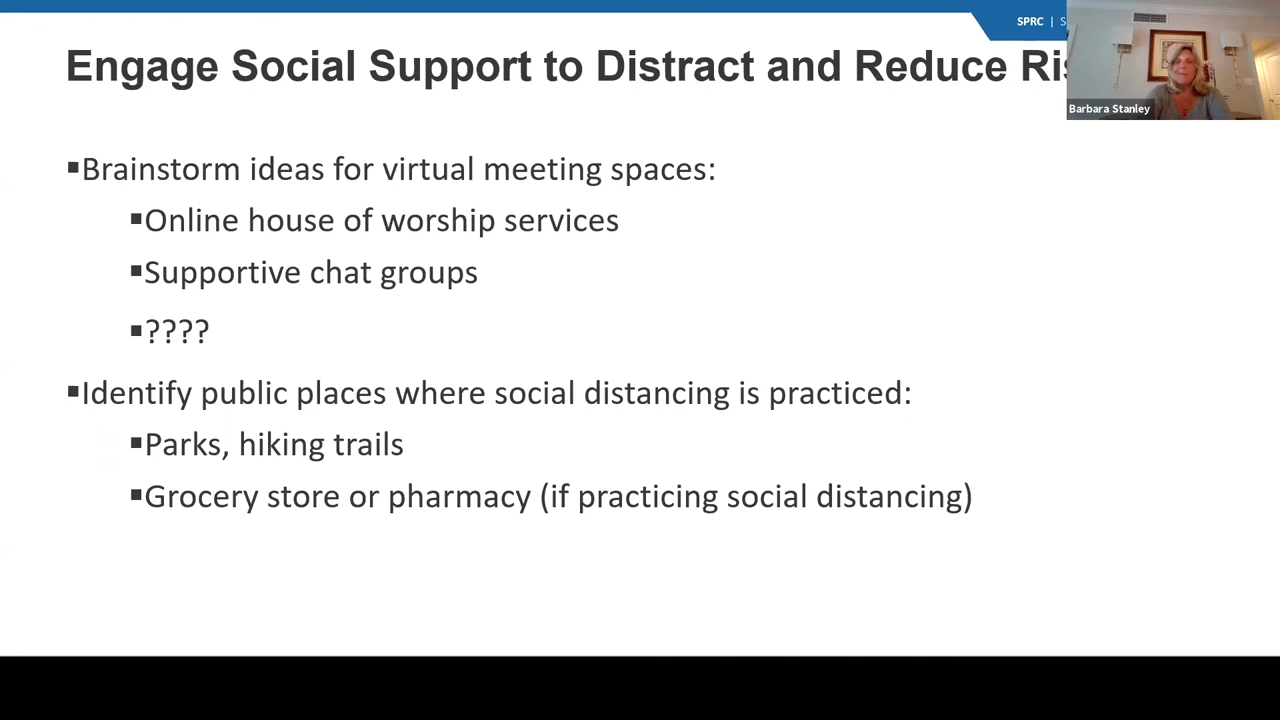 SPRC | S
Engage Social Support to Distract and Reduce Ris
Barbara Stanley
▪Brainstorm ideas for virtual meeting spaces:
▪Online house of worship services
▪Supportive chat groups
▪????
▪Identify public places where social distancing is practiced:
▪Parks, hiking trails
▪Grocery store or pharmacy (if practicing social distancing)